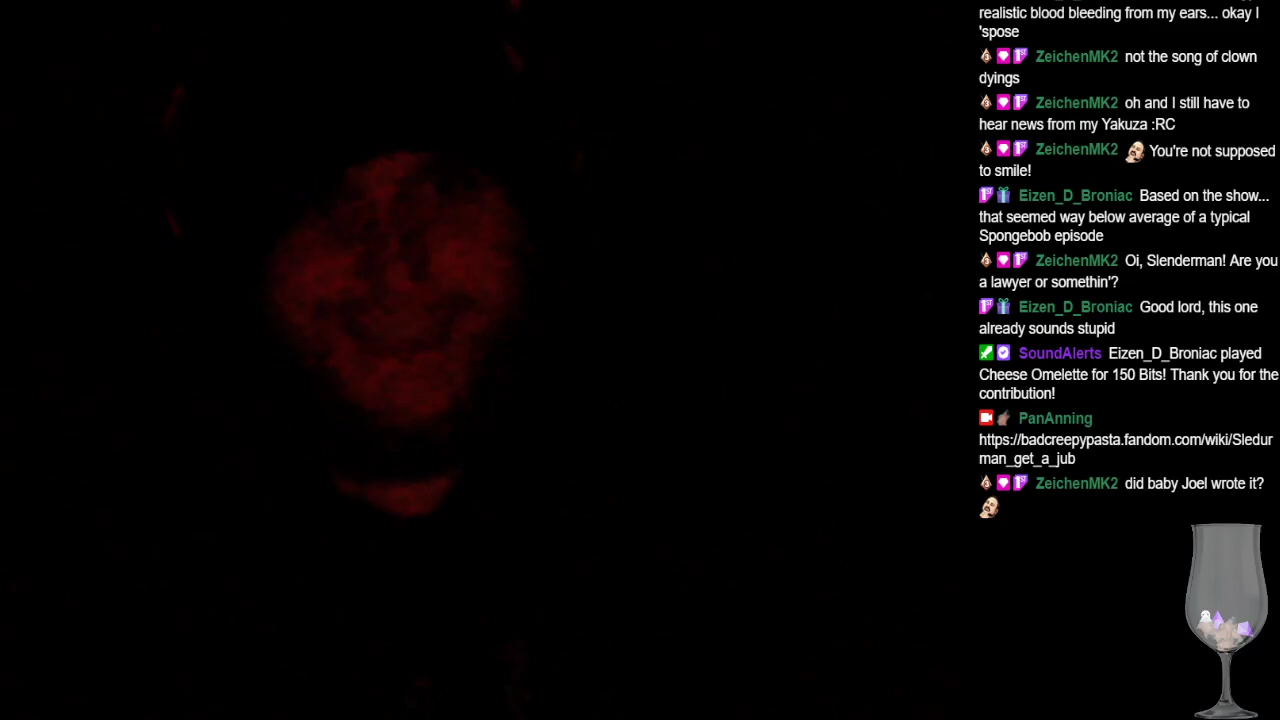 realistic blood bleeding from my ears... okay I
'spose
ZeichenMK2 not the song of clown
dyings
ZeichenMK2 oh and I still have to
hear news from my Yakuza :RC
ZeichenMK2 You're not supposed
to smile!
Eizen_D_Broniac Based on the show...
that seemed way below average of a typical
Spongebob episode
ZeichenMK2 Oi, Slenderman! Are you
a lawyer or somethin'?
Eizen_D_Broniac Good lord, this one
already sounds stupid
SoundAlerts Eizen_D_Broniac played
Cheese Omelette for 150 Bits! Thank you for the
contribution!
PanAnning
https://badcreepypasta.fandom.com/wiki/Sledur
man_get_a_jub
ZeichenMK2 did baby Joel wrote it?